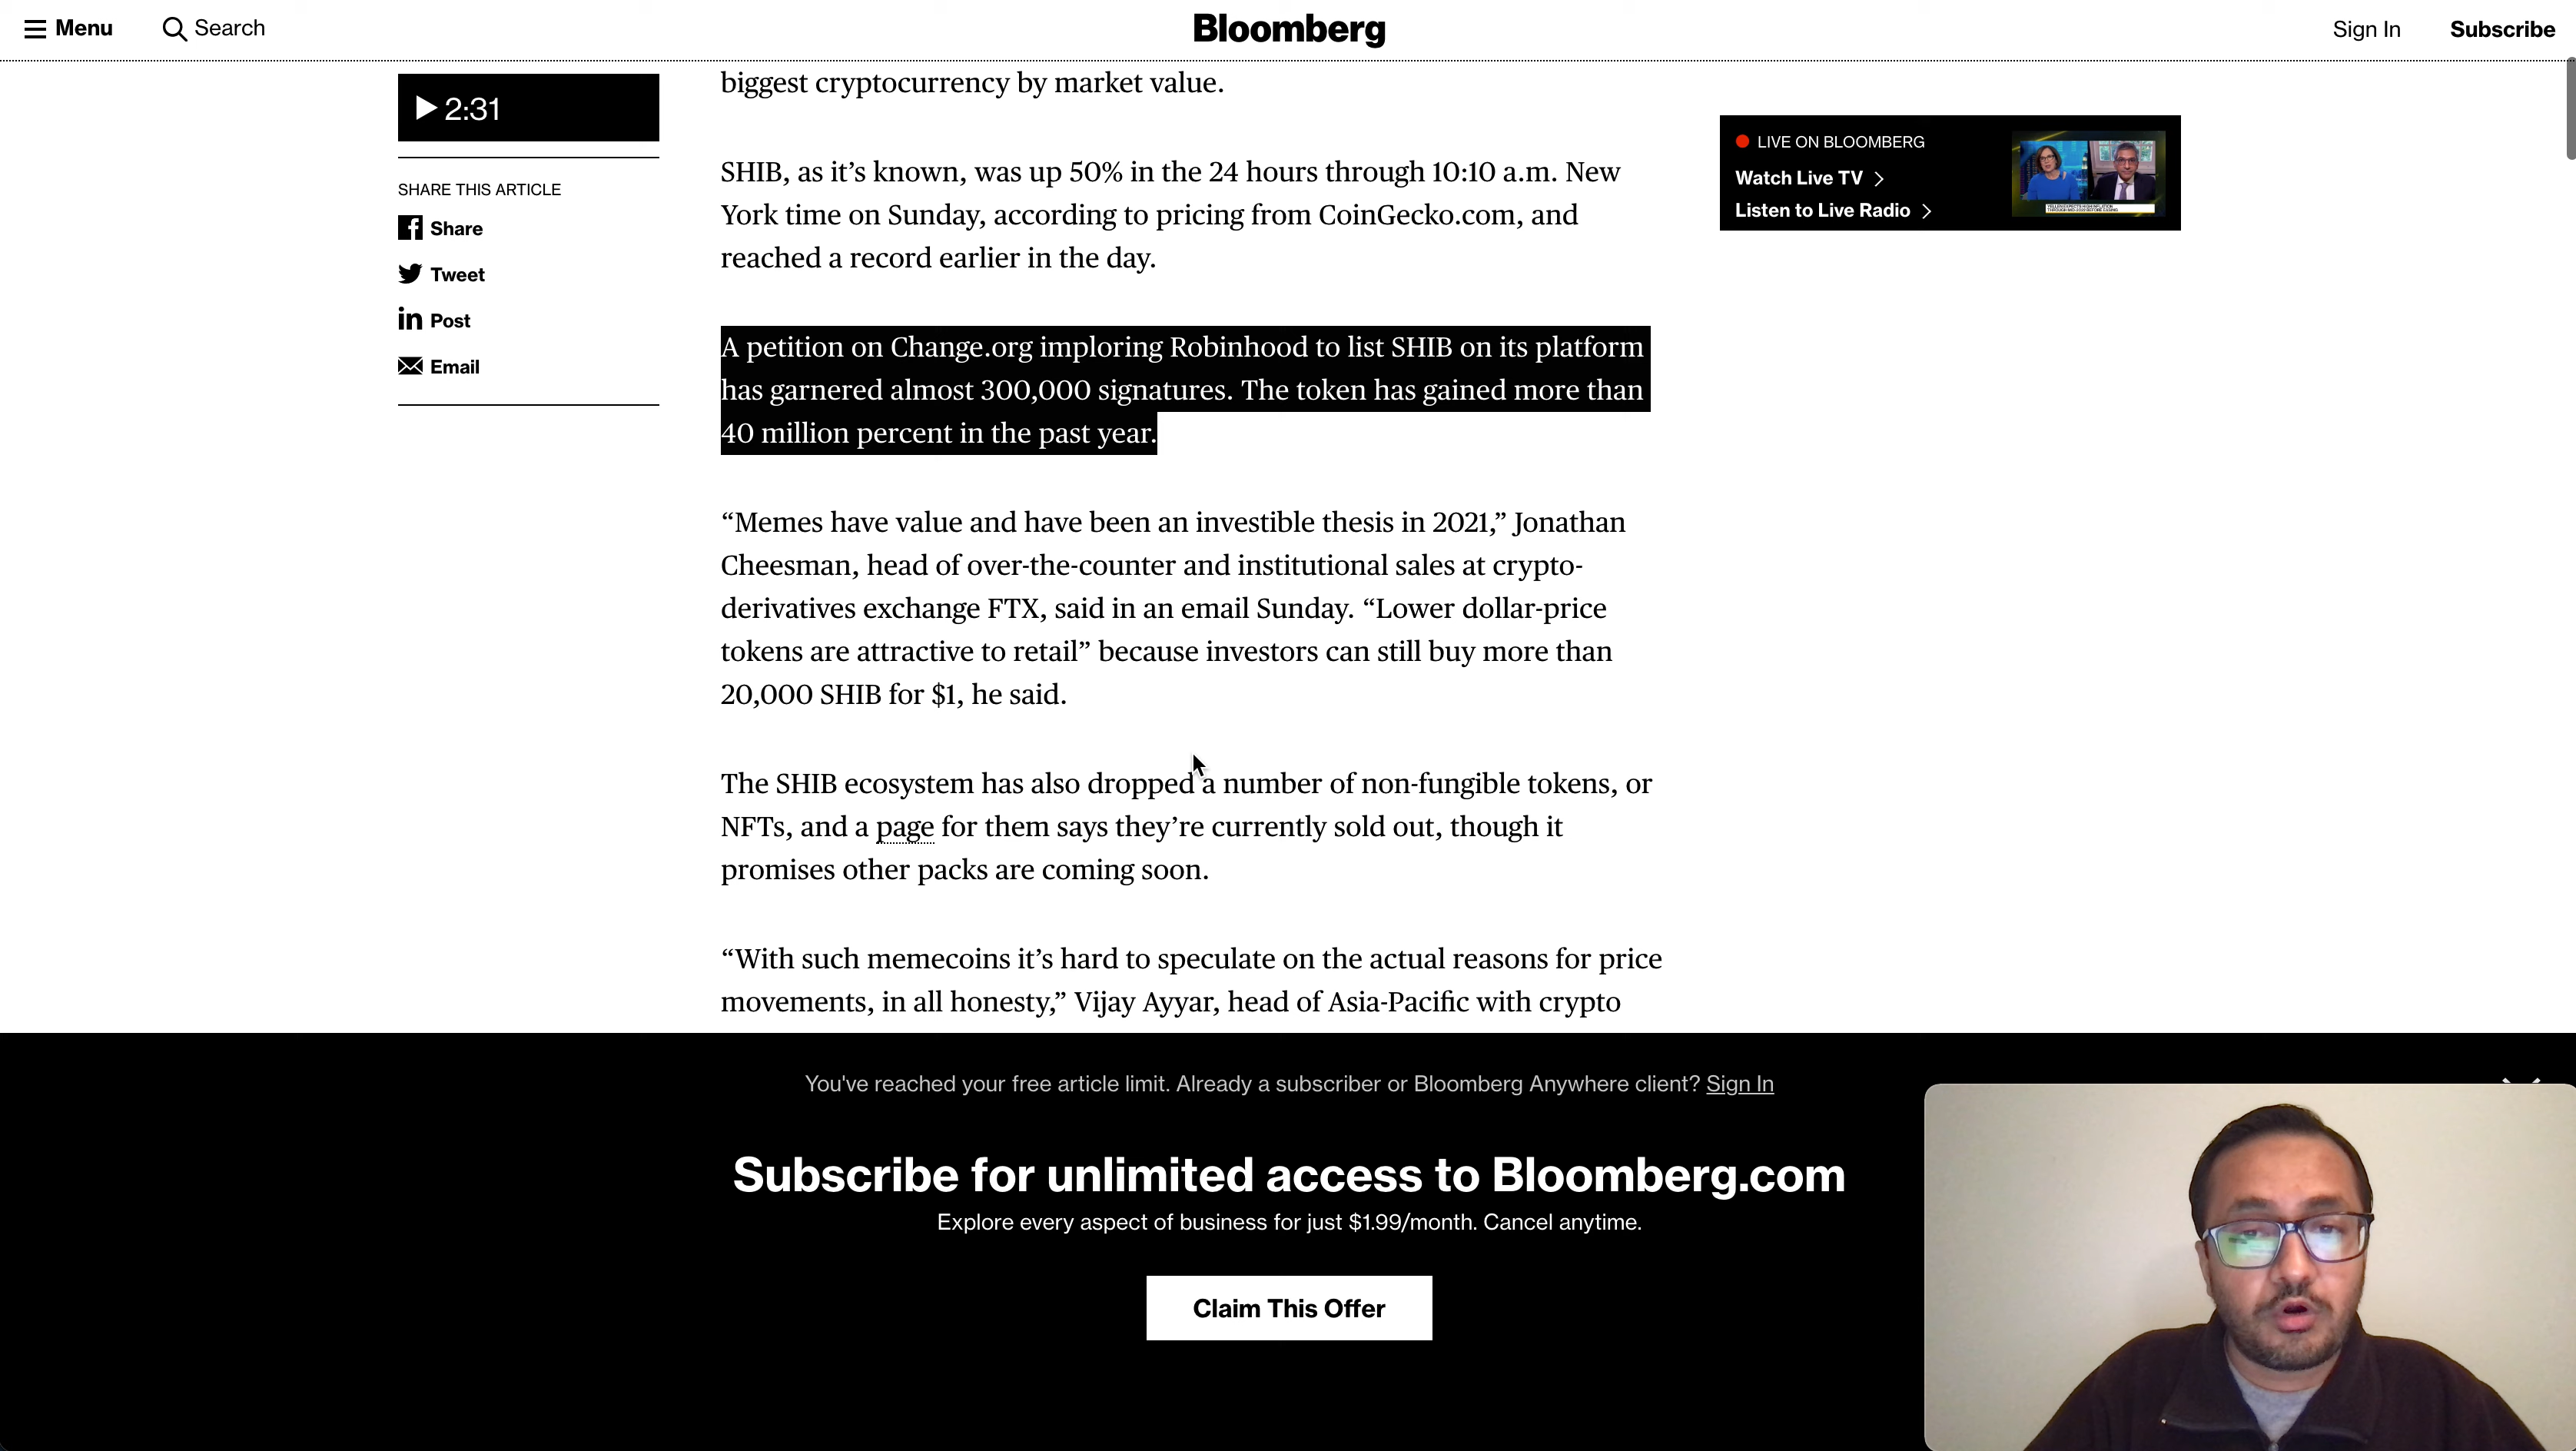 Menu
Search
Bloomberg
Sign In
Subscribe
2:31
SHARE THIS ARTICLE
Share
Tweet
Post
Email
biggest cryptocurrency by market value.
SHIB, as it’s known, was up 50% in the 24 hours through 10:10 a.m. New
York time on Sunday, according to pricing from CoinGecko.com, and
reached a record earlier in the day.
A petition on Change.org imploring Robinhood to list SHIB on its platform
has garnered almost 300,000 signatures. The token has gained more than
40 million percent in the past year.
“Memes have value and have been an investible thesis in 2021,” Jonathan
Cheesman, head of over-the-counter and institutional sales at crypto-
derivatives exchange FTX, said in an email Sunday. “Lower dollar-price
tokens are attractive to retail” because investors can still buy more than
20,000 SHIB for $1, he said.
The SHIB ecosystem has also dropped a number of non-fungible tokens, or
NFTs, and a page for them says they’re currently sold out, though it
promises other packs are coming soon.
“With such memecoins it’s hard to speculate on the actual reasons for price
movements, in all honesty,” Vijay Ayyar, head of Asia-Pacific with crypto
LIVE ON BLOOMBERG
Watch Live TV
Listen to Live Radio
You've reached your free article limit. Already a subscriber or Bloomberg Anywhere client? Sign In
Subscribe for unlimited access to Bloomberg.com
Explore every aspect of business for just $1.99/month. Cancel anytime.
Claim This Offer